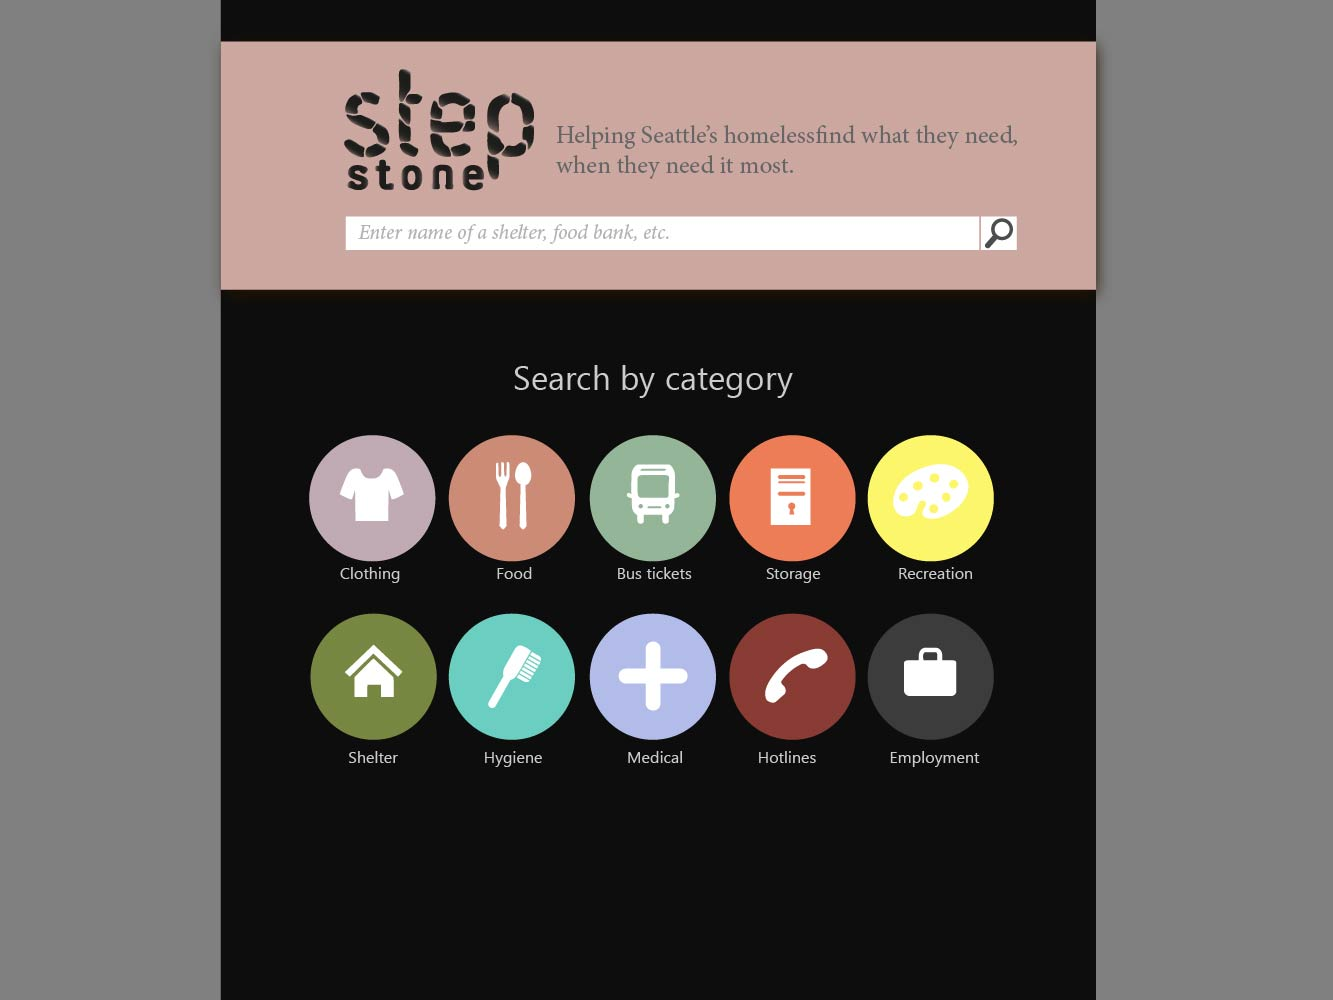 step
stone
Helping Seattle’s homelessfind what they need,
when they need it most.
Enter name of a shelter, food bank, etc.
Search by category
Clothing Food Bus tickets Storage Recreation
Shelter Hygiene Medical Hotlines Employment